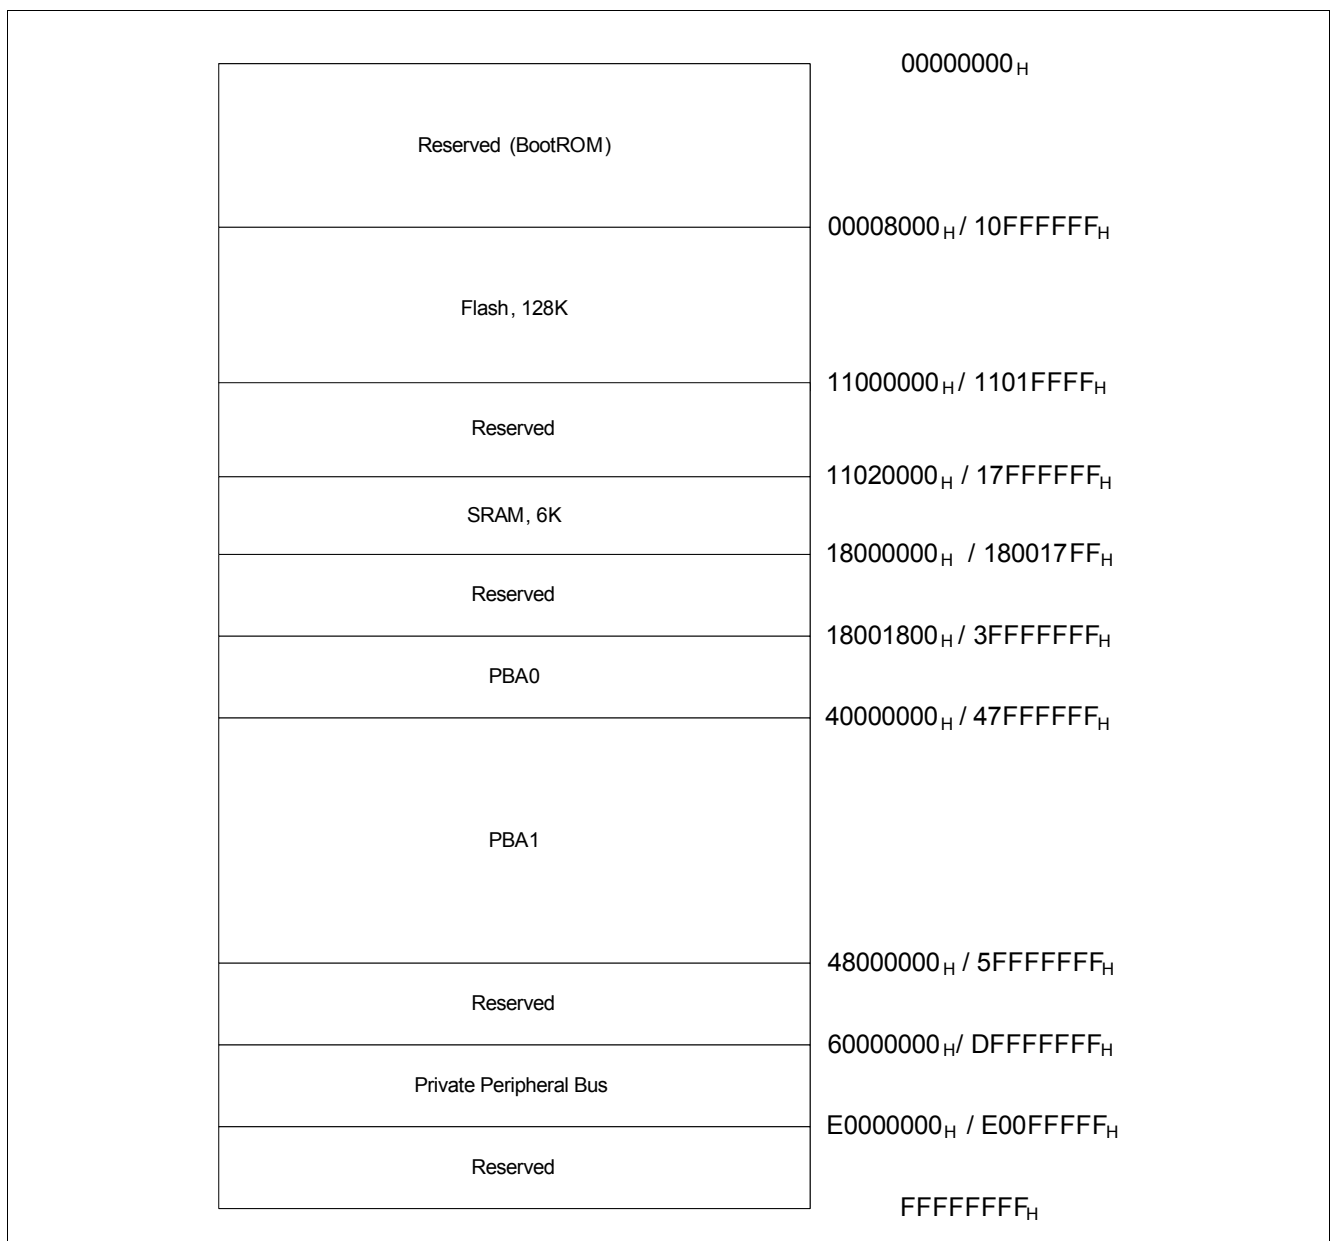 00000000H
Reserved (BootROM)
00008000H / 10FFFFFFH
Flash, 128K
11000000H / 1101FFFFH
Reserved
11020000H / 17FFFFFFH
SRAM, 6K
18000000H / 180017FFH
Reserved
18001800H / 3FFFFFFFH
PBA0
40000000H / 47FFFFFFH
PBA1
48000000H / 5FFFFFFFH
Reserved
60000000H/ DFFFFFFFH
Private Peripheral Bus
E0000000H / E00FFFFFH
Reserved
FFFFFFFFH